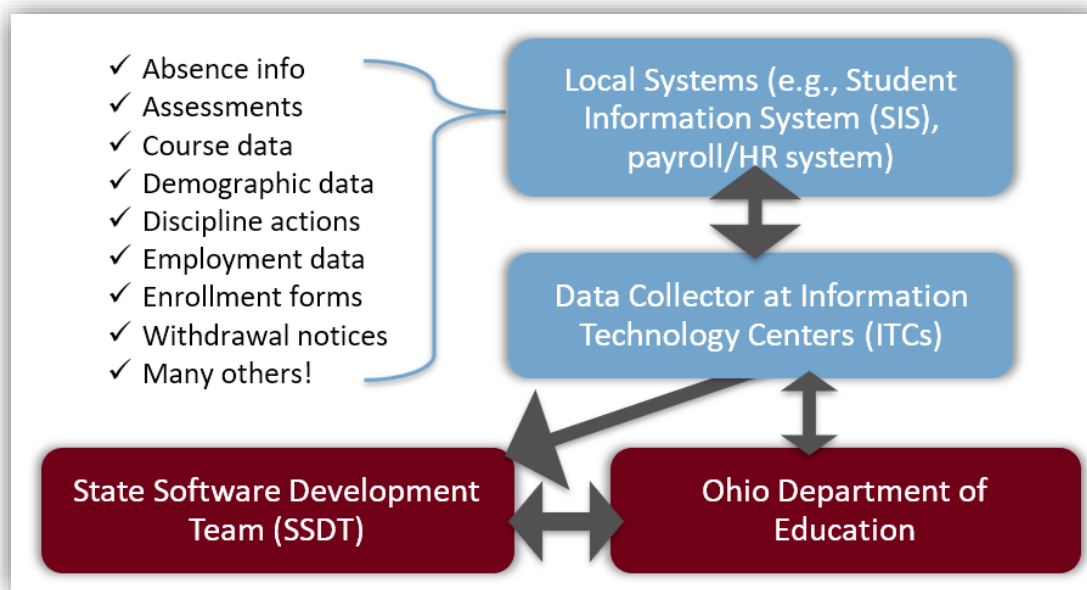 ✓ Absence info
✓ Assessments
✓ Course data
✓ Demographic data
✓ Discipline actions
✓ Employment data
✓ Enrollment forms
✓ Withdrawal notices
✓ Many others!
Local Systems (e.g., Student
Information System (SIS),
payroll/HR system)
Data Collector at Information
Technology Centers (ITCs)
State Software Development
Team (SSDT)
Ohio Department of
Education